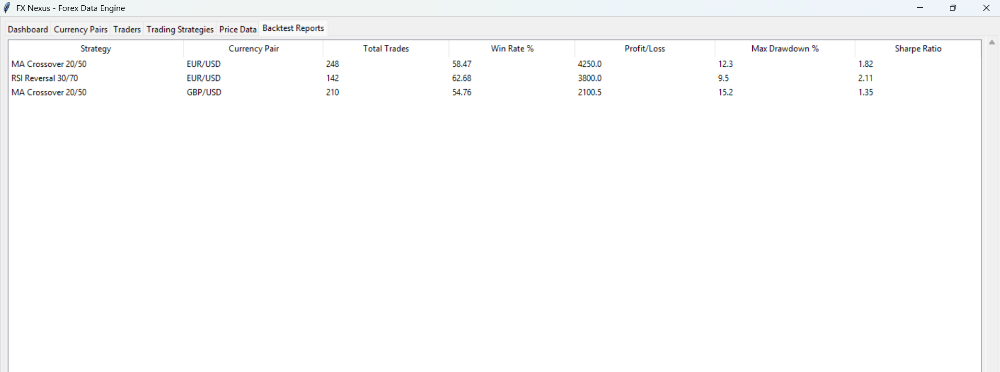 FX Nexus - Forex Data Engine
Dashboard Currency Pairs Traders Trading Strategies Price Data Backtest Reports
Strategy Currency Pair Total Trades Win Rate % Profit/Loss Max Drawdown % Sharpe Ratio
MA Crossover 20/50 EUR/USD 248 58.47 4250.0 12.3 1.82
RSI Reversal 30/70 EUR/USD 142 62.68 3800.0 9.5 2.11
MA Crossover 20/50 GBP/USD 210 54.76 2100.5 15.2 1.35